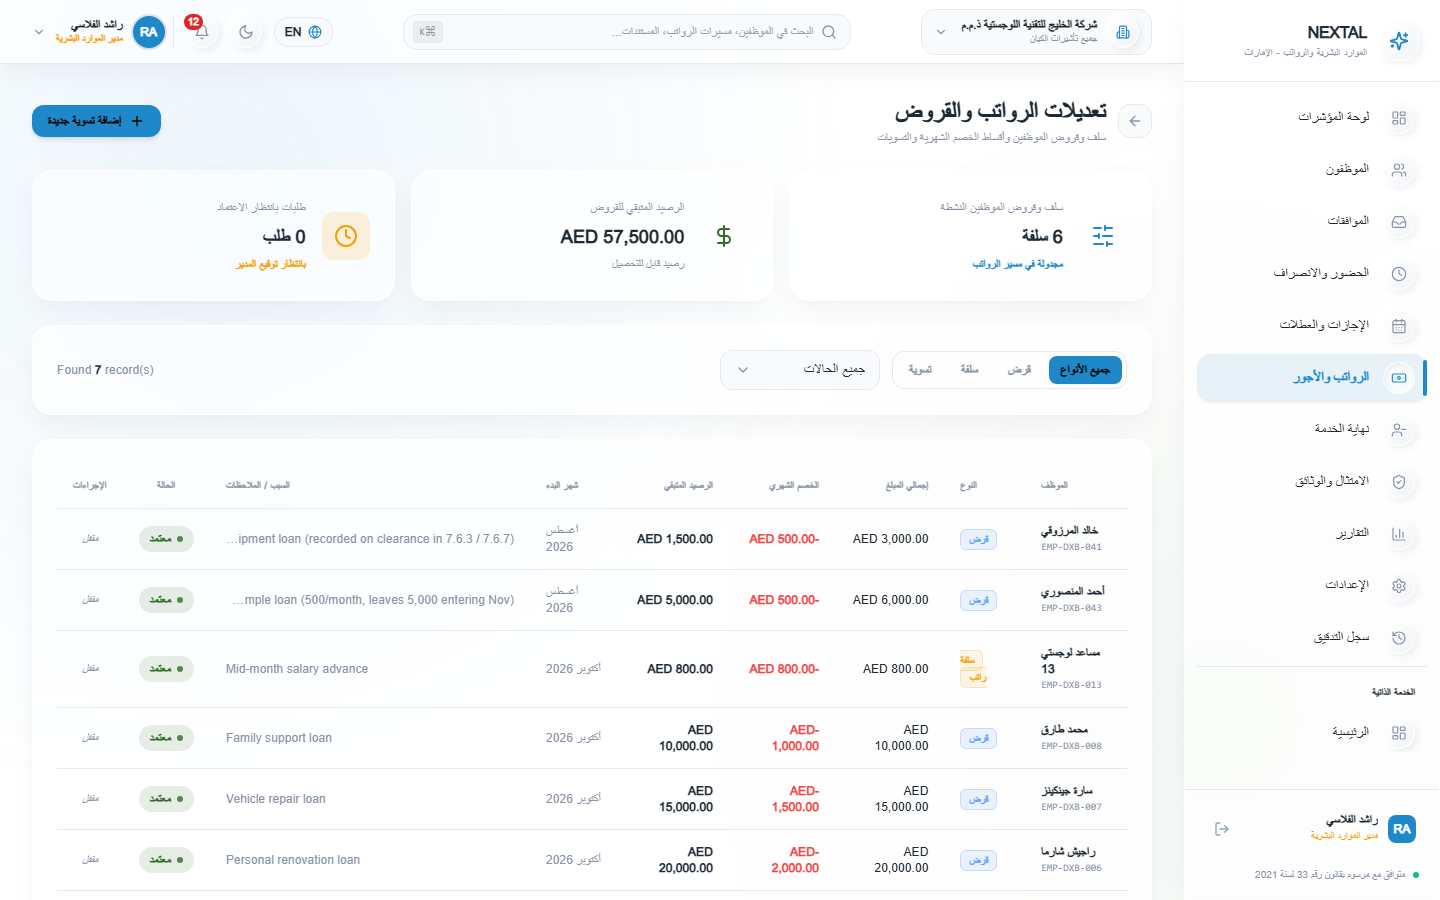 NEXTAL
الموارد البشرية والرواتب - الإمارات
شركة الخليج للتقنية اللوجستية ذ.م.م
جميع تأشيرات الكيان
البحث في الموظفين، مسيرات الرواتب، المستندات...
⌘K
EN
12
RA
راشد الفلاسي
مدير الموارد البشرية
لوحة المؤشرات
الموظفون
الموافقات
الحضور والانصراف
الإجازات والعطلات
الرواتب والأجور
نهاية الخدمة
الامتثال والوثائق
التقارير
الإعدادات
سجل التدقيق
الخدمة الذاتية
الرئيسية
RA
راشد الفلاسي
مدير الموارد البشرية
متوافق مع مرسوم بقانون رقم 33 لسنة 2021
تعديلات الرواتب والقروض
سلف وقروض الموظفين وأقساط الخصم الشهرية والتسويات
إضافة تسوية جديدة
سلف وقروض الموظفين النشطة
6 سلفة
مجدولة في مسير الرواتب
الرصيد المتبقي للقروض
AED 57,500.00
رصيد قابل للتحصيل
طلبات بانتظار الاعتماد
0 طلب
بانتظار توقيع المدير
جميع الأنواع
قرض
سلفة
تسوية
جميع الحالات
Found 7 record(s)
الموظف
النوع
إجمالي المبلغ
الخصم الشهري
الرصيد المتبقي
شهر البدء
السبب / الملاحظات
الحالة
الإجراءات
خالد المرزوقي
EMP-DXB-041
قرض
AED 3,000.00
AED 500.00-
AED 1,500.00
أغسطس
2026
...ipment loan (recorded on clearance in 7.6.3 / 7.6.7)
معتمد
مقفل
أحمد المنصوري
EMP-DXB-043
قرض
AED 6,000.00
AED 500.00-
AED 5,000.00
أغسطس
2026
...mple loan (500/month, leaves 5,000 entering Nov)
معتمد
مقفل
مساعد لوجستي
13
EMP-DXB-013
سلفة
راتب
AED 800.00
AED 800.00-
AED 800.00
أكتوبر 2026
Mid-month salary advance
معتمد
مقفل
محمد طارق
EMP-DXB-008
قرض
AED
10,000.00
AED-
1,000.00
AED
10,000.00
أكتوبر 2026
Family support loan
معتمد
مقفل
سارة جينكينز
EMP-DXB-007
قرض
AED
15,000.00
AED-
1,500.00
AED
15,000.00
أكتوبر 2026
Vehicle repair loan
معتمد
مقفل
راجيش شارما
EMP-DXB-006
قرض
AED
20,000.00
AED-
2,000.00
AED
20,000.00
أكتوبر 2026
Personal renovation loan
معتمد
مقفل